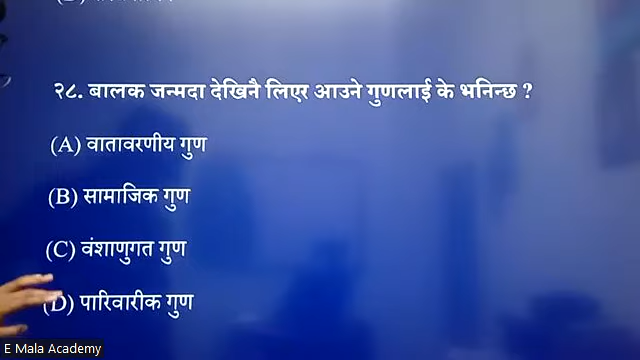 २८. बालक जन्मदा देखिनै लिएर आउने गुणलाई के भनिन्छ ?
(A) वातावरणीय गुण
(B) सामाजिक गुण
(C) वंशाणुगत गुण
(D) पारिवारीक गुण
E Mala Academy